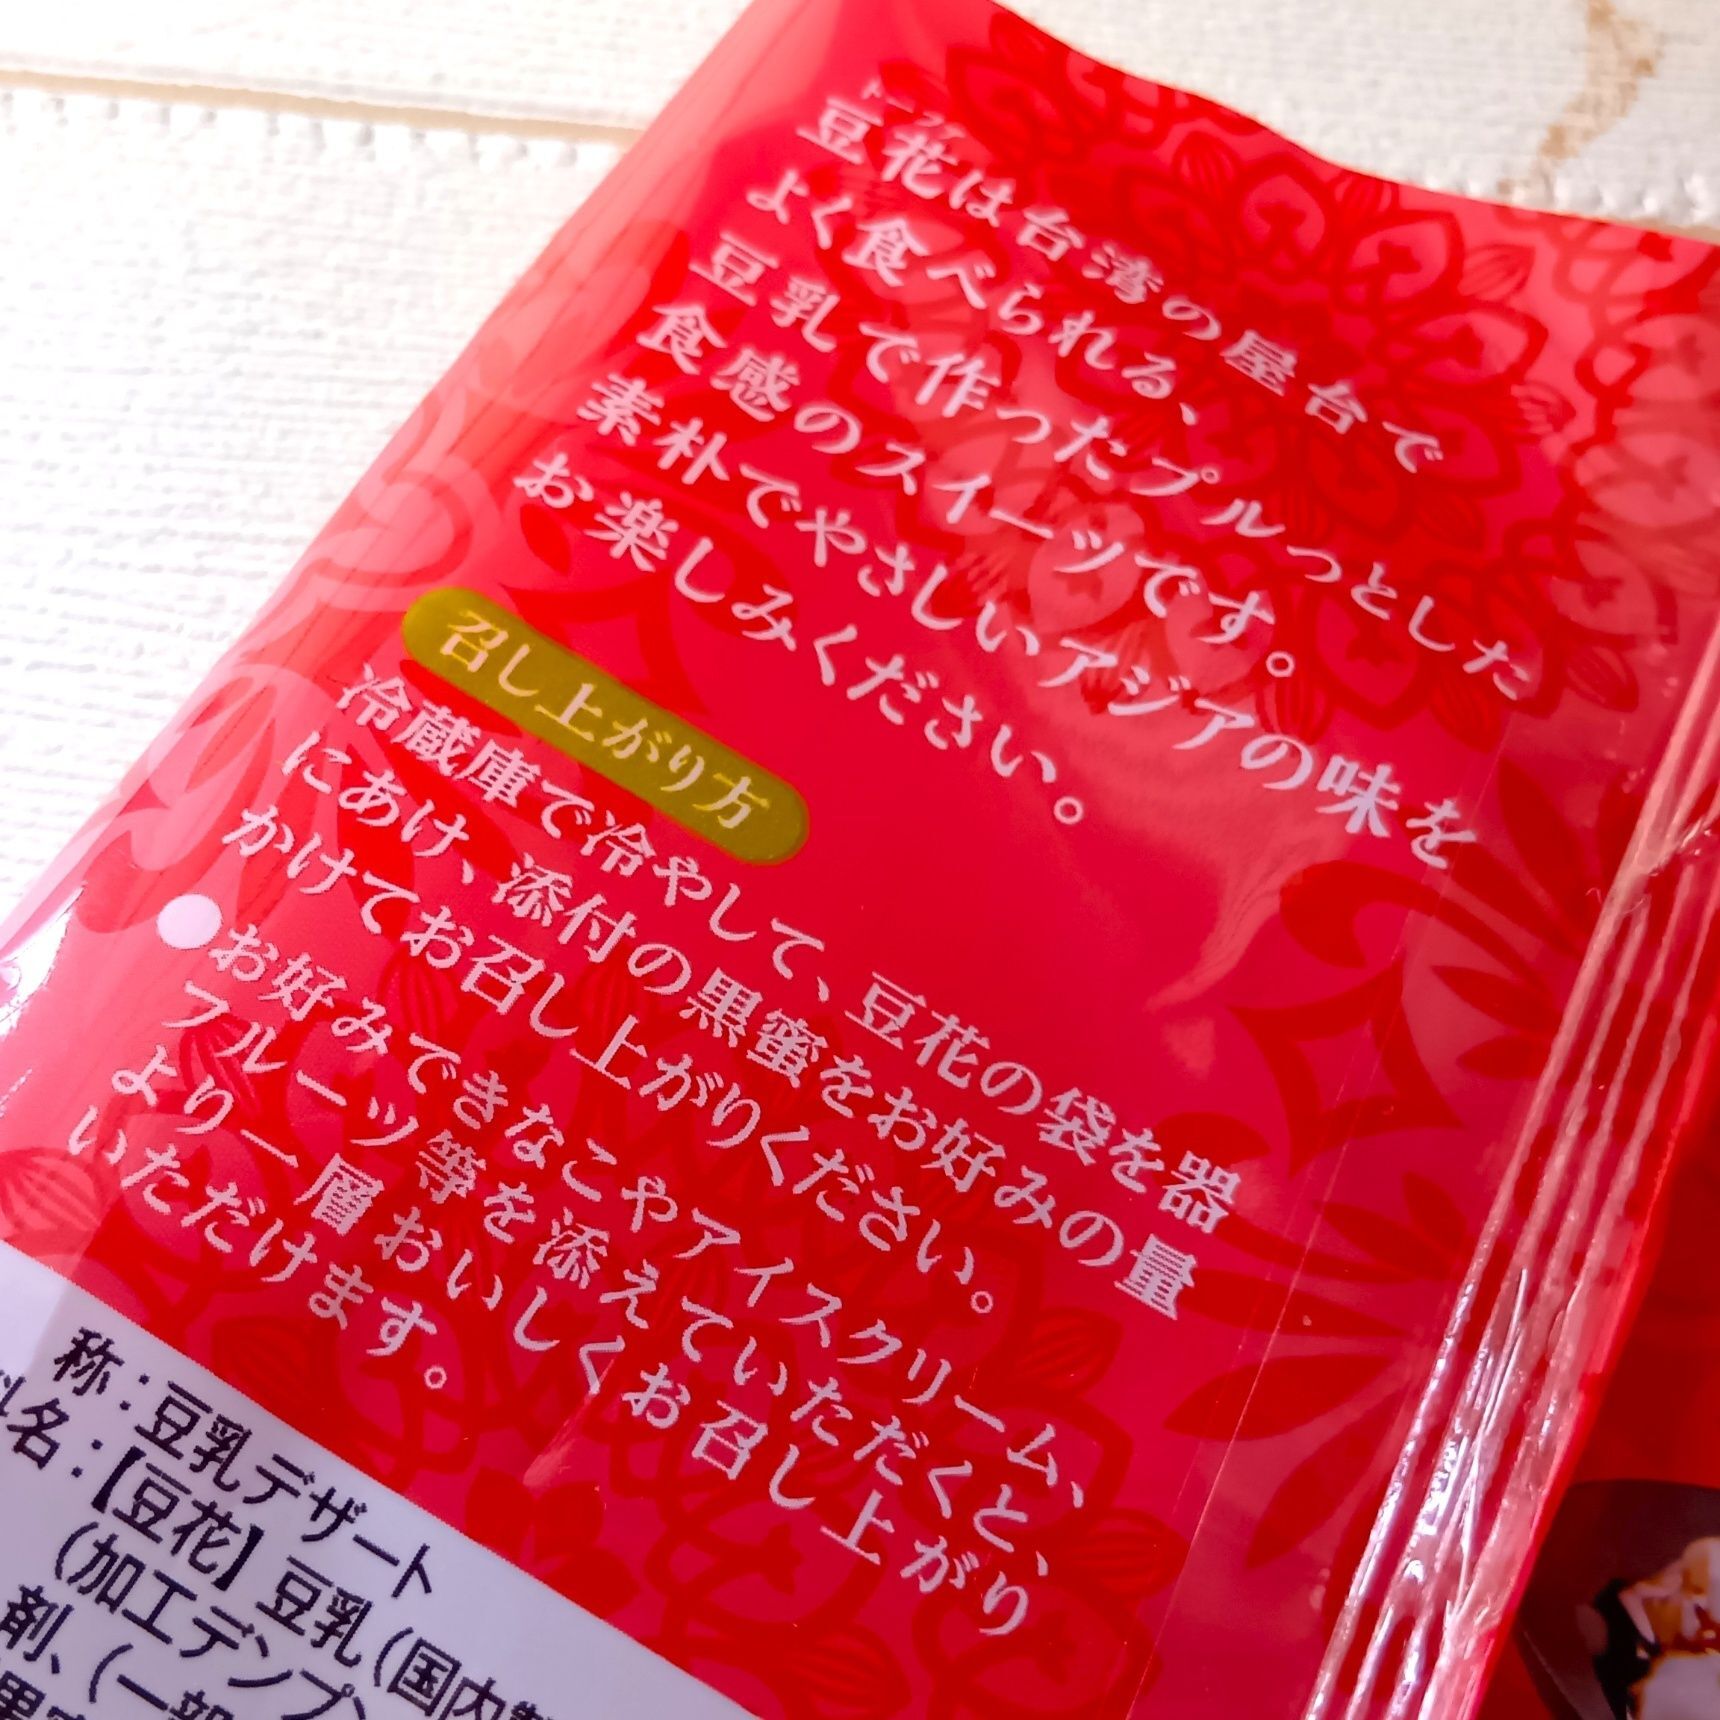 トーファ
豆花は台湾の屋台で
よく食べられる、
豆乳で作ったプルっとした
食感のスイーツです。
素朴でやさしいアジアの味を
お楽しみください。
召し上がり方
冷蔵庫で冷やして、豆花の袋を器
にあけ、添付の黒蜜をお好みの量
かけてお召し上がりください。
●お好みできなこやアイスクリーム、
フルーツ等を添えていただくと、
より一層おいしくお召し上がり
いただけます。
称:豆乳デザート
名:【豆花】豆乳(国内製
(加工デンプ
剤、(一部